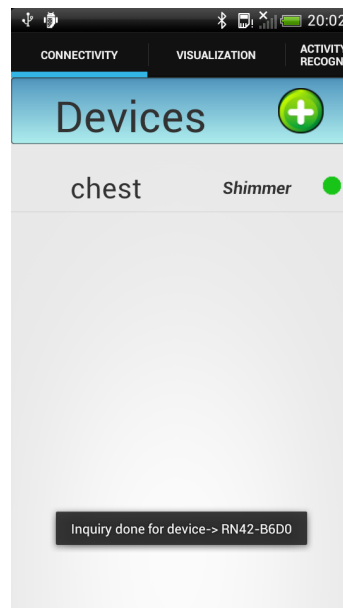 20:02
CONNECTIVITY
VISUALIZATION
ACTIVITY
RECOGN
Devices
chest Shimmer
Inquiry done for device-> RN42-B6D0